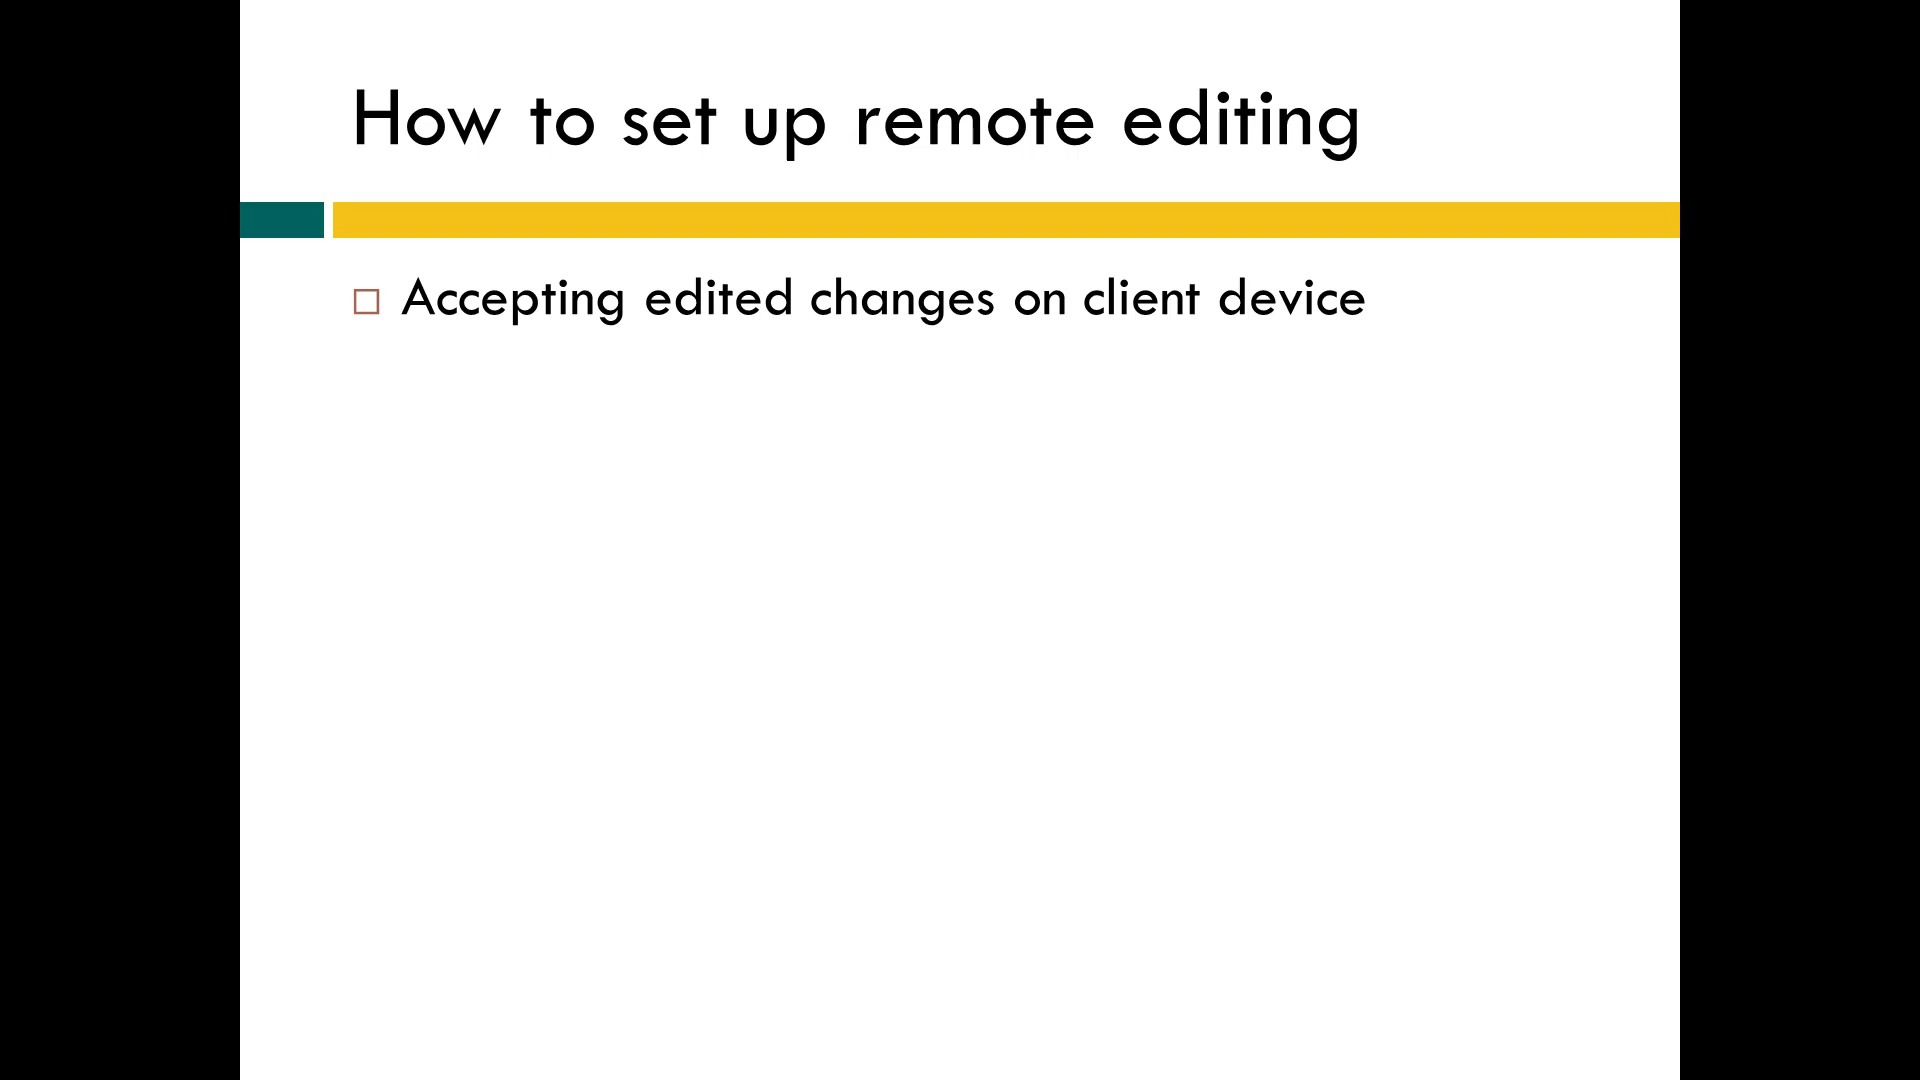 How to set up remote editing
Accepting edited changes on client device